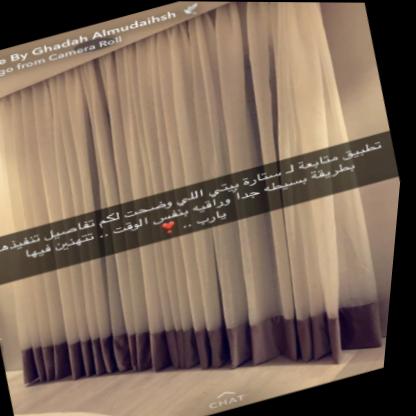 e By Ghadah Almudaihsh
go from Camera Roll
تطبيق متابعة لـ ستارة بيتي اللي وضحت لكم تفاصيل تنفيذها
بطريقة بسيطه جداً وراقيه بنفس الوقت .. تتهنين فيها
يارب .. ❣️
CHAT